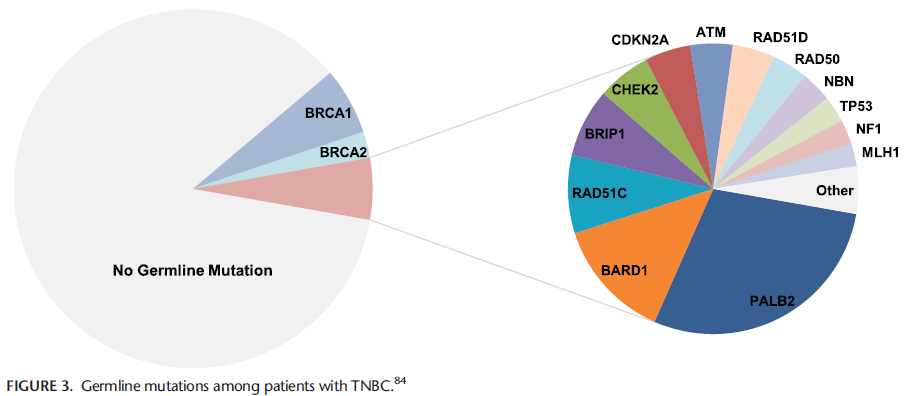 BRCA1
BRCA2
No Germline Mutation
CDKN2A
ATM
RAD51D
RAD50
NBN
TP53
NF1
MLH1
Other
PALB2
BARD1
RAD51C
BRIP1
CHEK2
FIGURE 3. Germline mutations among patients with TNBC.84